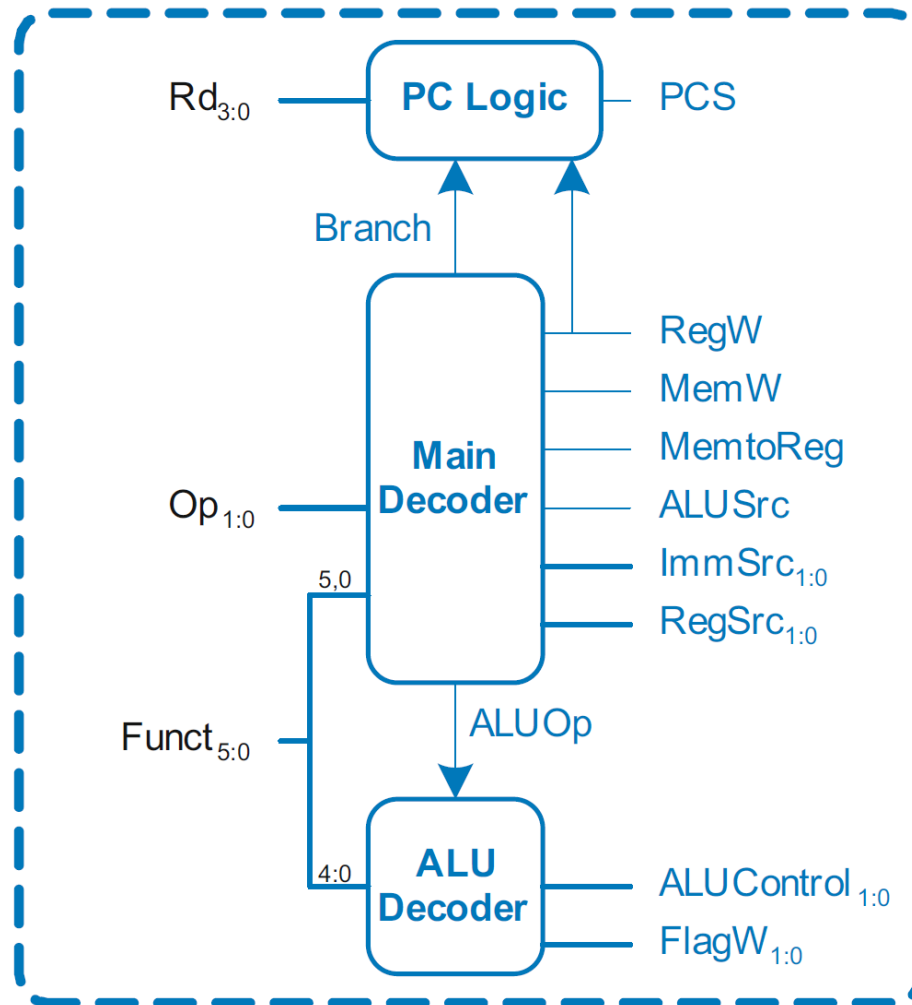 Rd3:0
PC Logic
PCS
Branch
RegW
MemW
MemtoReg
Main
Decoder
Op1:0
ALUSrc
5,0
ImmSrc1:0
RegSrc1:0
Funct5:0
ALUOp
4:0
ALU
Decoder
ALUControl1:0
FlagW1:0